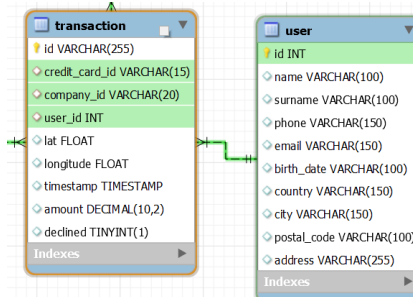 transaction
id VARCHAR(255)
credit_card_id VARCHAR(15)
company_id VARCHAR(20)
user_id INT
lat FLOAT
longitude FLOAT
timestamp TIMESTAMP
amount DECIMAL(10,2)
declined TINYINT(1)
Indexes
user
id INT
name VARCHAR(100)
surname VARCHAR(100)
phone VARCHAR(150)
email VARCHAR(150)
birth_date VARCHAR(100)
country VARCHAR(150)
city VARCHAR(150)
postal_code VARCHAR(100)
address VARCHAR(255)
Indexes